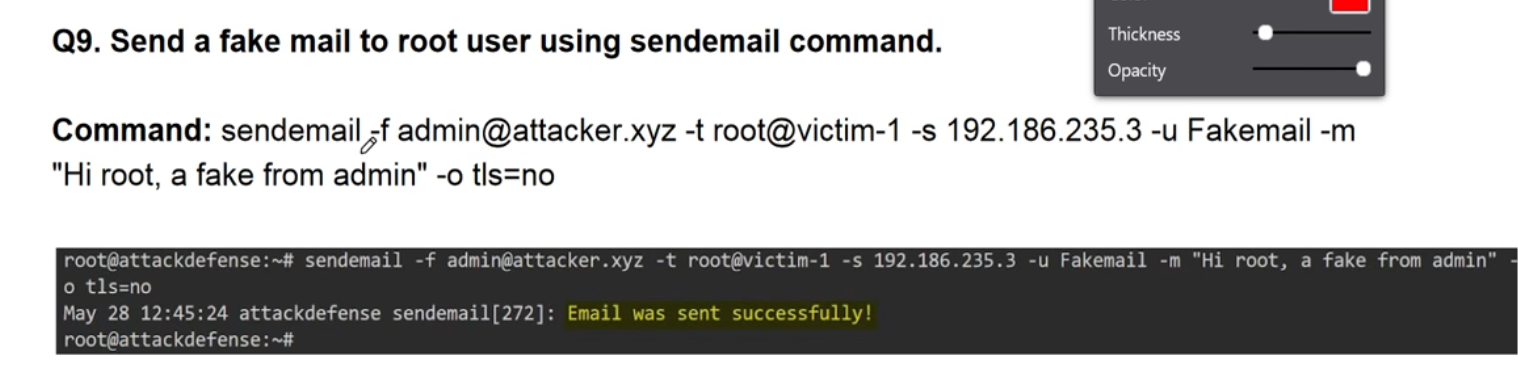 Q9. Send a fake mail to root user using sendemail command.
Thickness
Opacity
Command: sendemail -f admin@attacker.xyz -t root@victim-1 -s 192.186.235.3 -u Fakemail -m
"Hi root, a fake from admin" -o tls=no
root@attackdefense:~# sendemail -f admin@attacker.xyz -t root@victim-1 -s 192.186.235.3 -u Fakemail -m "Hi root, a fake from admin" -
o tls=no
May 28 12:45:24 attackdefense sendemail[272]: Email was sent successfully!
root@attackdefense:~#